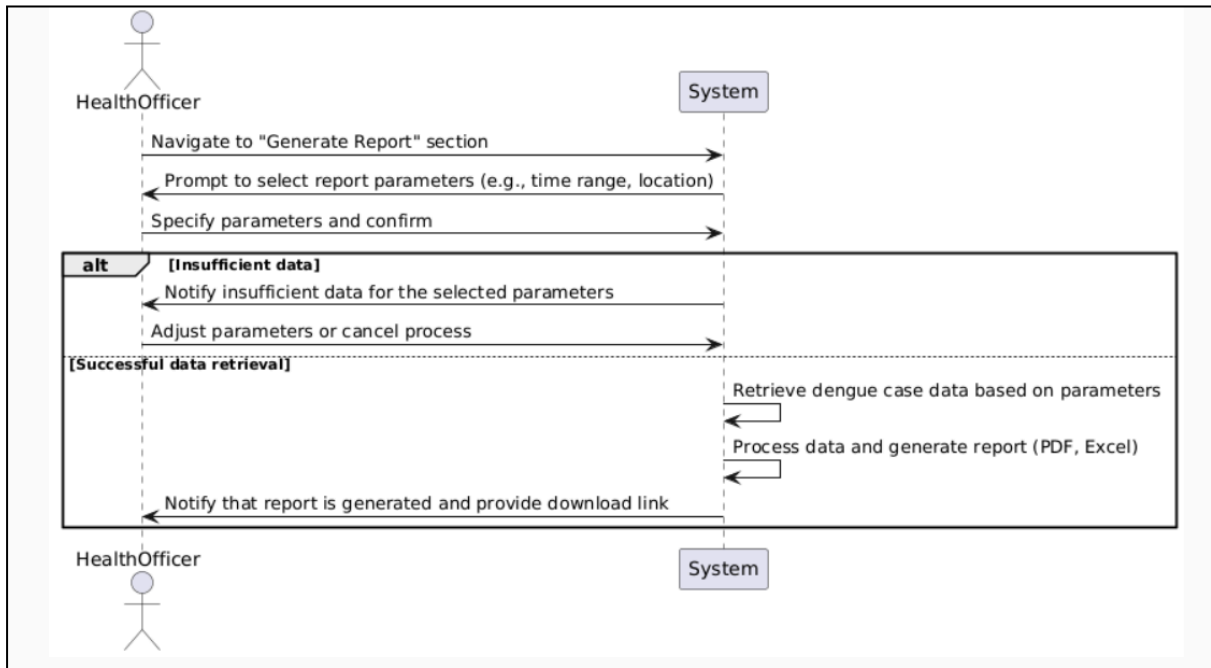 HealthOfficer
System
Navigate to "Generate Report" section
Prompt to select report parameters (e.g., time range, location)
Specify parameters and confirm
alt [Insufficient data]
Notify insufficient data for the selected parameters
Adjust parameters or cancel process
[Successful data retrieval]
Retrieve dengue case data based on parameters
Process data and generate report (PDF, Excel)
Notify that report is generated and provide download link
HealthOfficer
System